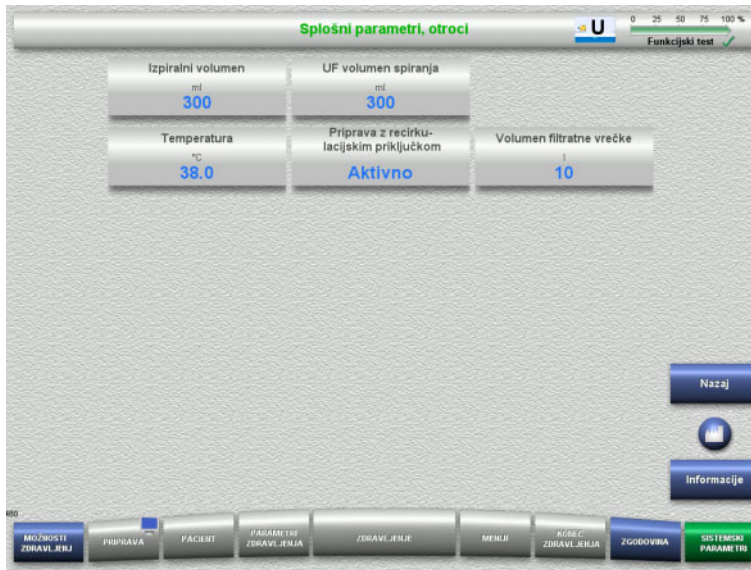 Splošni parametri, otroci
U
0 25 50 75 100 %
Funkcijski test
Izpiralni volumen
ml
300
UF volumen spiranja
ml
300
Temperatura
°C
38.0
Priprava z recirku-
lacijskim priključkom
Aktivno
Volumen filtratne vrečke
l
10
Nazaj
Informacije
480
MOŽNOSTI
ZDRAVLJENJ
PRIPRAVA
PACIENT
PARAMETRI
ZDRAVLJENJA
ZDRAVLJENJE
MENIJI
KONEC
ZDRAVLJENJA
ZGODOVINA
SISTEMSKI
PARAMETRI